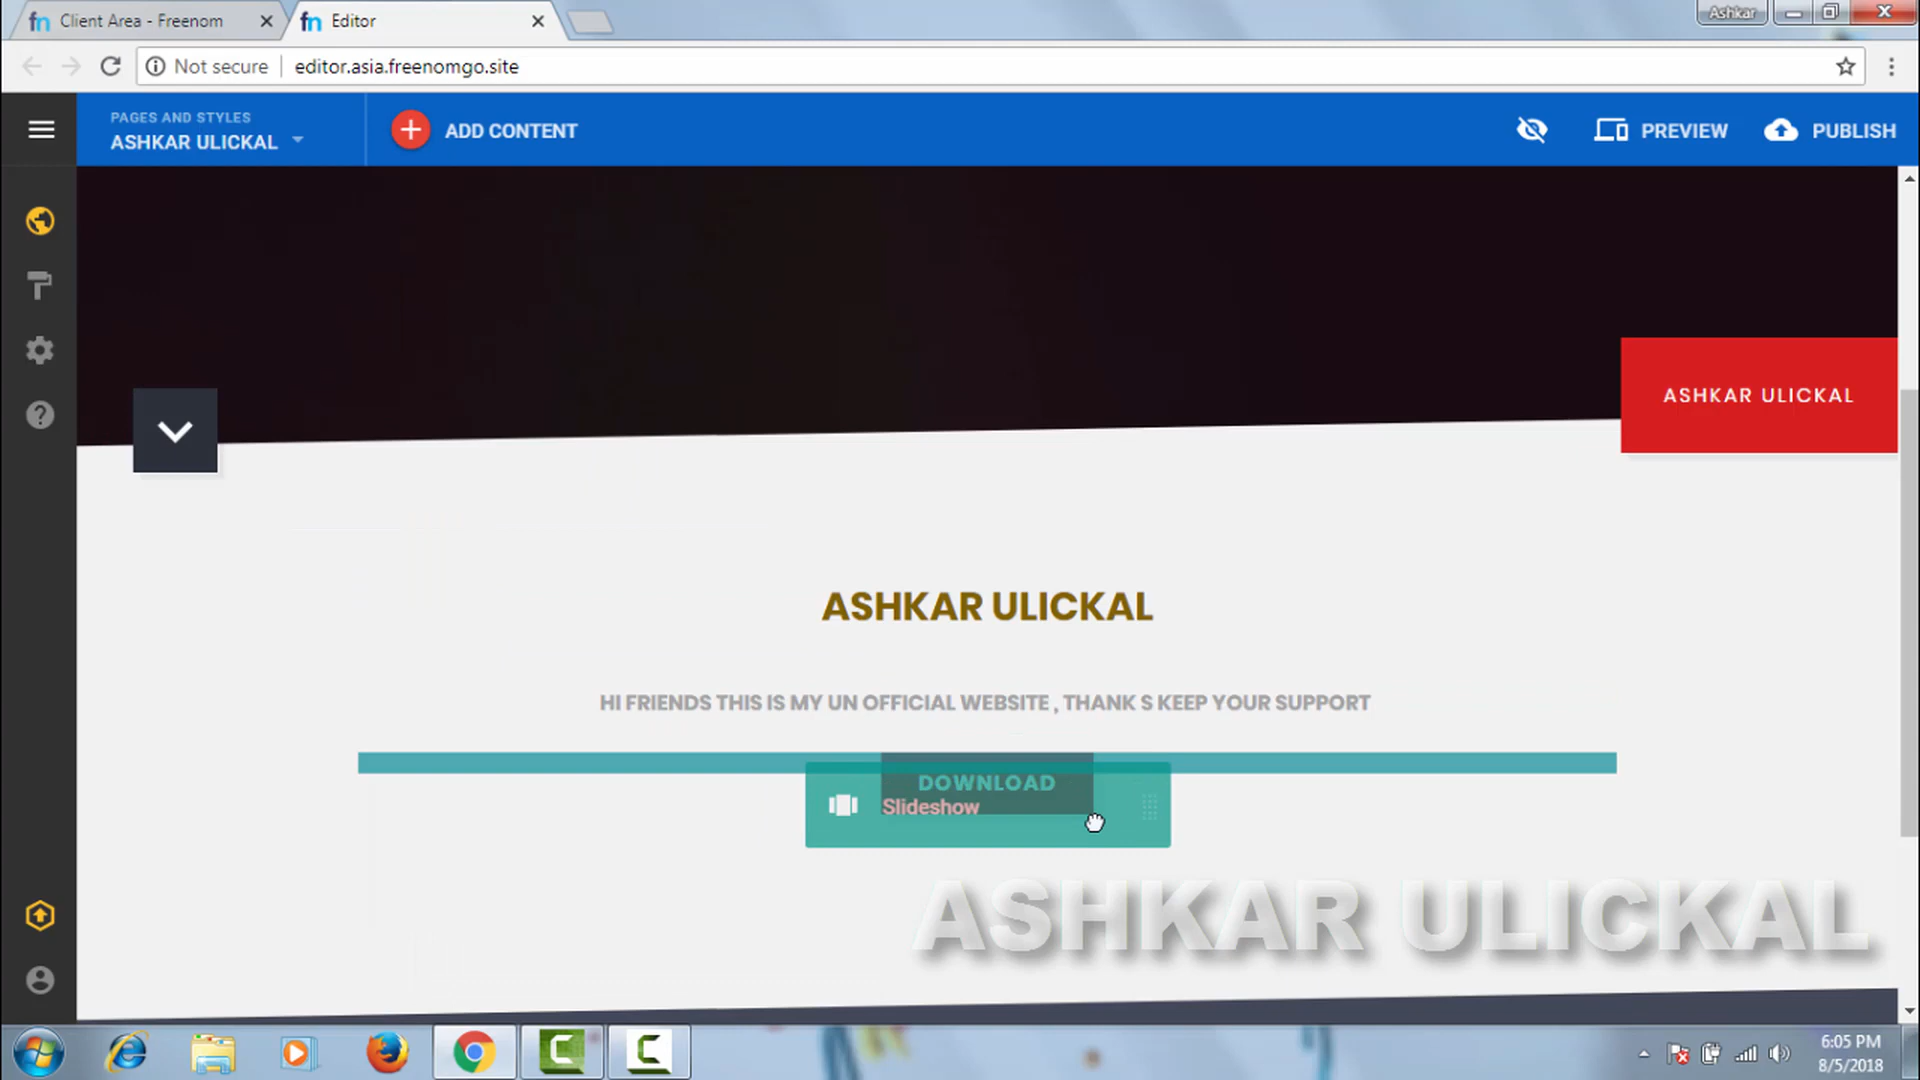 Client Area - Freenom
Editor
Ashkar
Not secure
editor.asia.freenomgo.site
PAGES AND STYLES
ASHKAR ULICKAL
ADD CONTENT
PREVIEW
PUBLISH
ASHKAR ULICKAL
ASHKAR ULICKAL
HI FRIENDS THIS IS MY UN OFFICIAL WEBSITE , THANK S KEEP YOUR SUPPORT
DOWNLOAD
Slideshow
ASHKAR ULICKAL
6:05 PM
8/5/2018